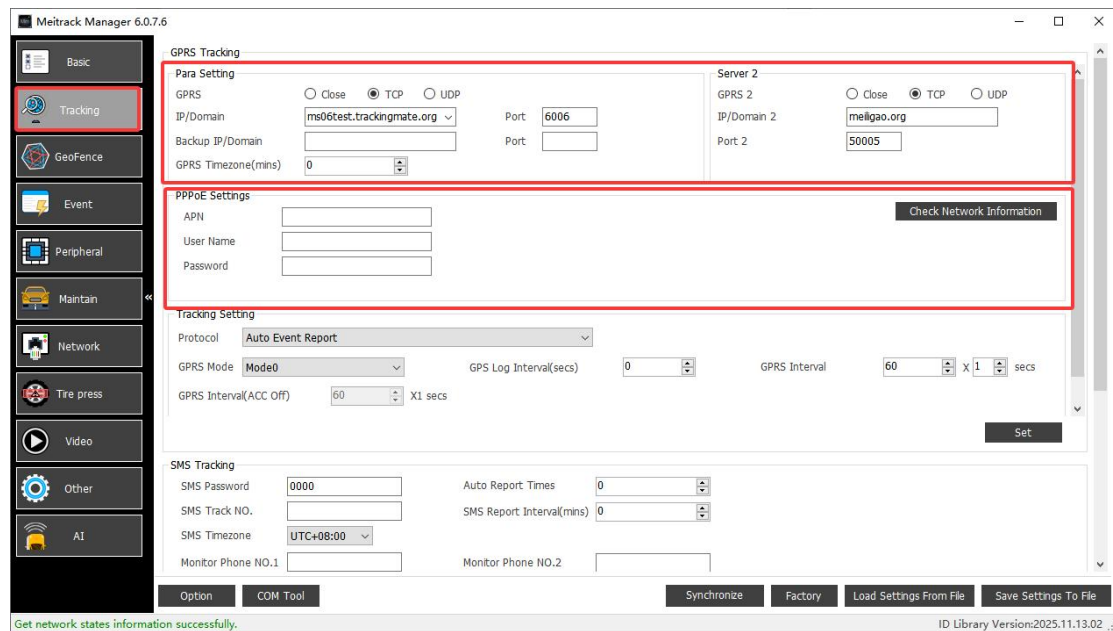 Meitrack Manager 6.0.7.6
Basic
Tracking
GeoFence
Event
Peripheral
Maintain
«
Network
Tire press
Video
Other
AI
GPRS Tracking
Para Setting
GPRS Close TCP UDP
IP/Domain ms06test.trackingmate.org Port 6006
Backup IP/Domain Port
GPRS Timezone(mins) 0
Server 2
GPRS 2 Close TCP UDP
IP/Domain 2 meiligao.org
Port 2 50005
PPPoE Settings
APN
User Name
Password
Check Network Information
Tracking Setting
Protocol Auto Event Report
GPRS Mode Mode0 GPS Log Interval(secs) 0 GPRS Interval 60 X 1 secs
GPRS Interval(ACC Off) 60 X1 secs
Set
SMS Tracking
SMS Password 0000 Auto Report Times 0
SMS Track NO. SMS Report Interval(mins) 0
SMS Timezone UTC+08:00
Monitor Phone NO.1 Monitor Phone NO.2
Option COM Tool Synchronize Factory Load Settings From File Save Settings To File
Get network states information successfully. ID Library Version:2025.11.13.02